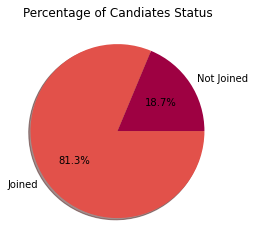 Percentage of Candiates Status
Not Joined
18.7%
81.3%
Joined